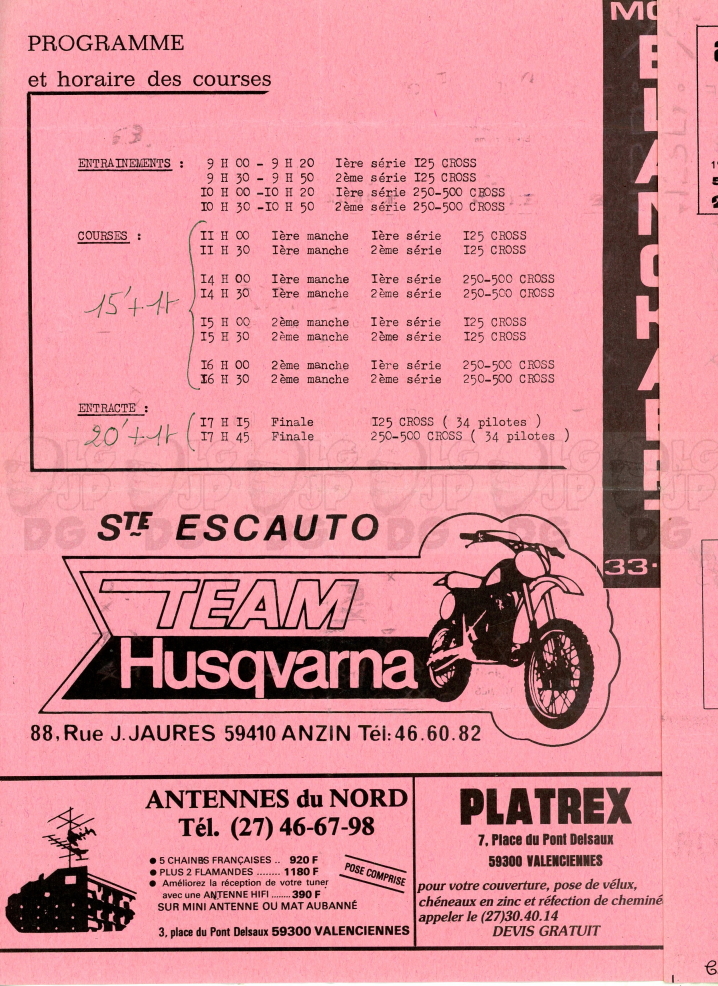 PROGRAMME
et horaire des courses
ENTRAINEMENTS : 9 H 00 - 9 H 20 Ière série I25 CROSS
9 H 30 - 9 H 50 2ème série I25 CROSS
I0 H 00 -I0 H 20 Ière série 250-500 CROSS
I0 H 30 -I0 H 50 2ème série 250-500 CROSS
COURSES : II H 00 Ière manche Ière série I25 CROSS
II H 30 Ière manche 2ème série I25 CROSS
I4 H 00 Ière manche Ière série 250-500 CROSS
I4 H 30 Ière manche 2ème série 250-500 CROSS
15'+1t
I5 H 00 2ème manche Ière série I25 CROSS
I5 H 30 2ème manche 2ème série I25 CROSS
I6 H 00 2ème manche Ière série 250-500 CROSS
I6 H 30 2ème manche 2ème série 250-500 CROSS
ENTRACTE :
I7 H I5 Finale I25 CROSS ( 34 pilotes )
20'+1t
I7 H 45 Finale 250-500 CROSS ( 34 pilotes )
33.
STE ESCAUTO
TEAM
Husqvarna
88, Rue J. JAURES 59410 ANZIN Tél: 46.60.82
ANTENNES du NORD
Tél. (27) 46-67-98
● 5 CHAINES FRANÇAISES .. 920 F
● PLUS 2 FLAMANDES ........ 1180 F
● Améliorez la réception de votre tuner
avec une ANTENNE HIFI ....... 390 F
POSE COMPRISE
SUR MINI ANTENNE OU MAT AUBANNÉ
3, place du Pont Delsaux 59300 VALENCIENNES
PLATREX
7, Place du Pont Delsaux
59300 VALENCIENNES
pour votre couverture, pose de vélux,
chéneaux en zinc et réfection de cheminé
appeler le (27)30.40.14
DEVIS GRATUIT
LG JP DG